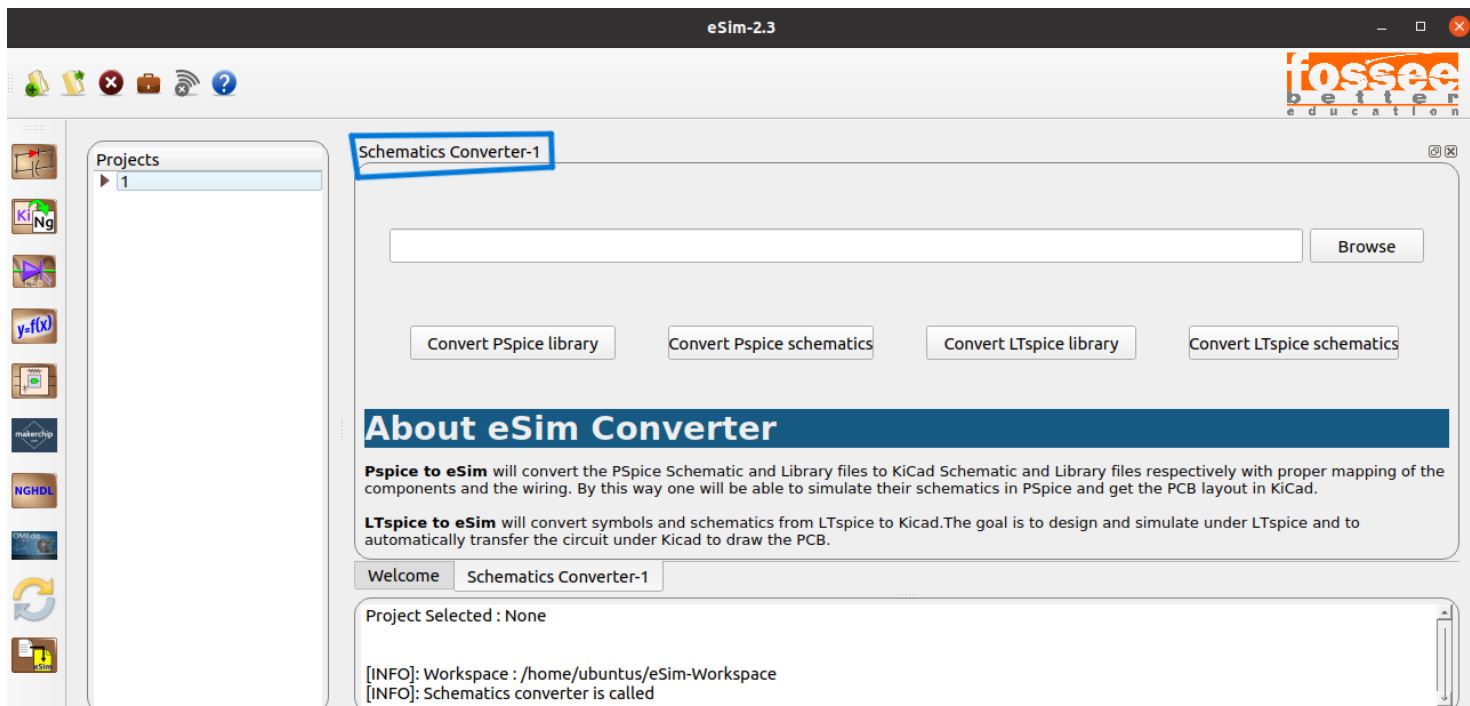 eSim-2.3
fossee
better
education
Projects
1
Schematics Converter-1
Ki
Ng
LED
y=f(x)
makerchip
NGHDL
OMEdit
eSim
Browse
Convert PSpice library
Convert Pspice schematics
Convert LTspice library
Convert LTspice schematics
About eSim Converter
Pspice to eSim will convert the PSpice Schematic and Library files to KiCad Schematic and Library files respectively with proper mapping of the
components and the wiring. By this way one will be able to simulate their schematics in PSpice and get the PCB layout in KiCad.
LTspice to eSim will convert symbols and schematics from LTspice to Kicad.The goal is to design and simulate under LTspice and to
automatically transfer the circuit under Kicad to draw the PCB.
Welcome
Schematics Converter-1
Project Selected : None
[INFO]: Workspace : /home/ubuntus/eSim-Workspace
[INFO]: Schematics converter is called